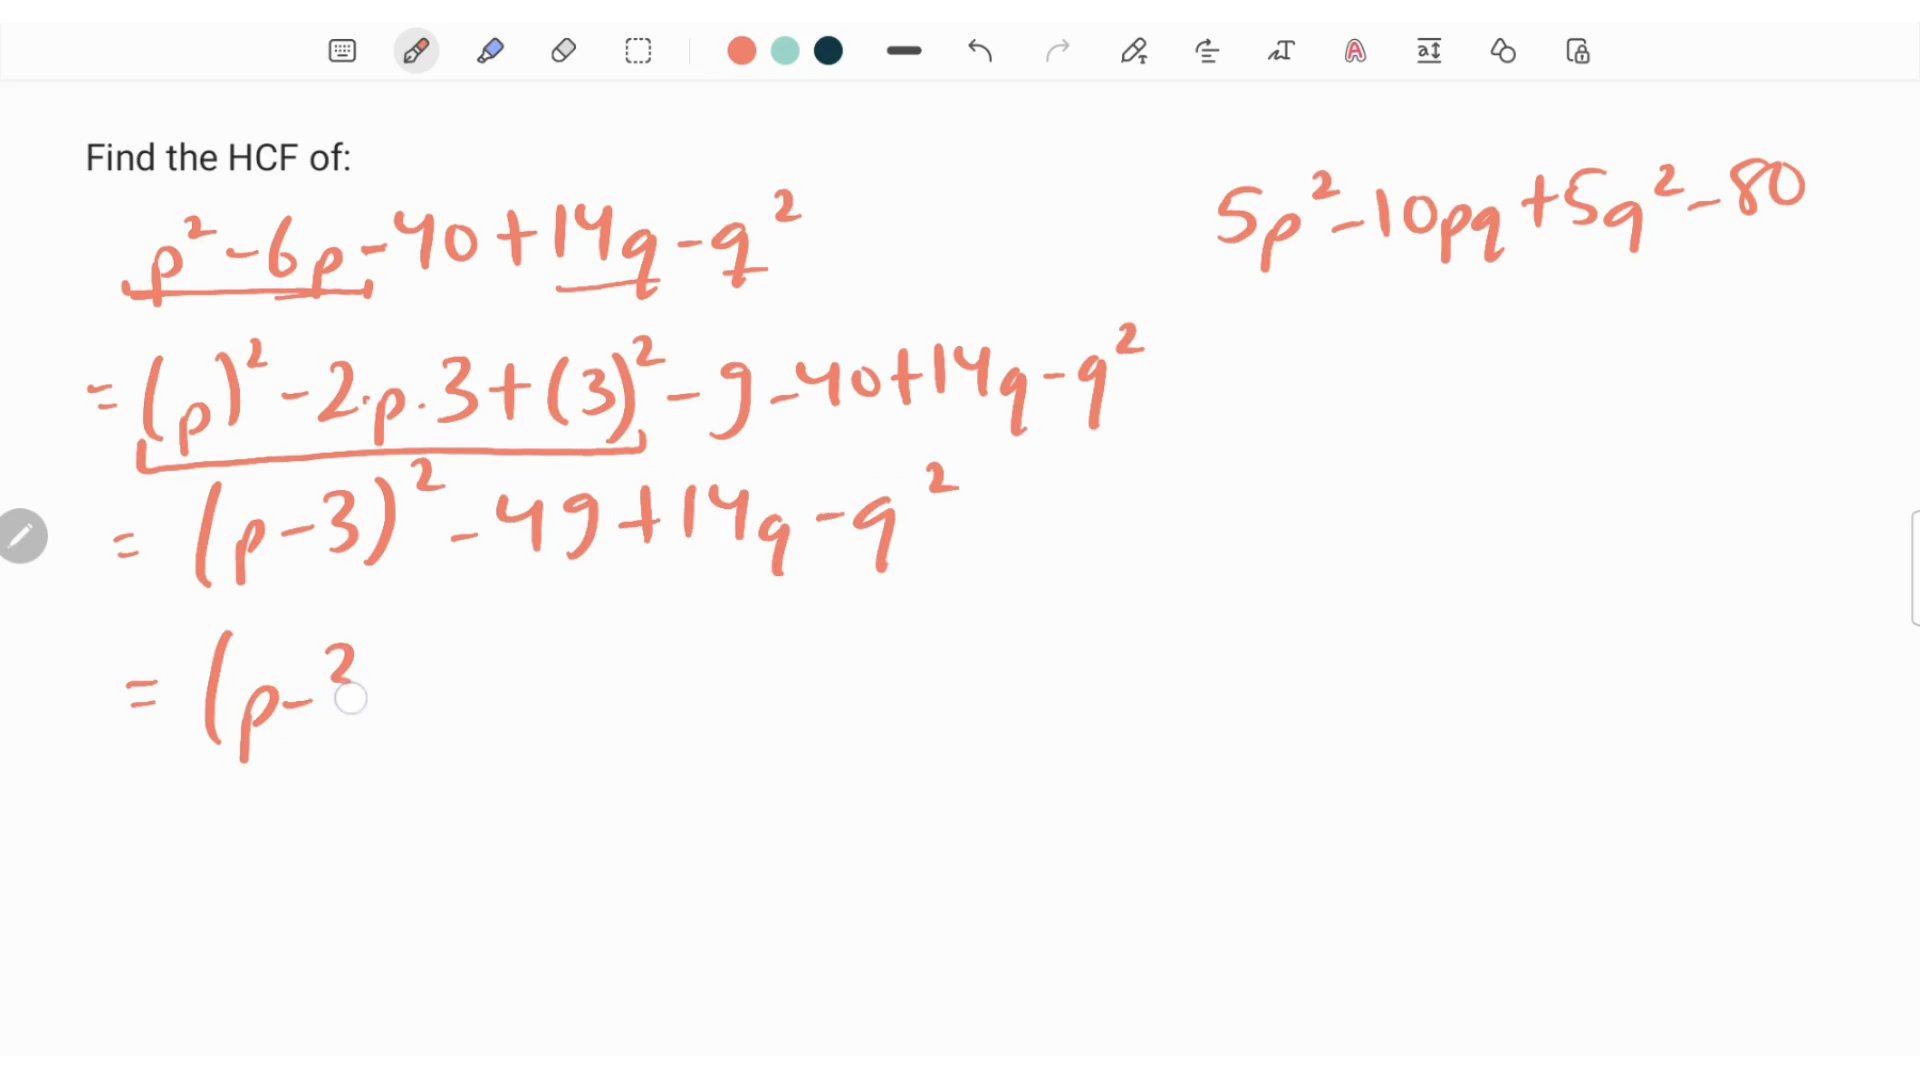 Find the HCF of:
p² - 6p - 40 + 14q - q²
5p² - 10pq + 5q² - 80
= (p)² - 2·p·3 + (3)² - 9 - 40 + 14q - q²
= (p - 3)² - 49 + 14q - q²
= (p -